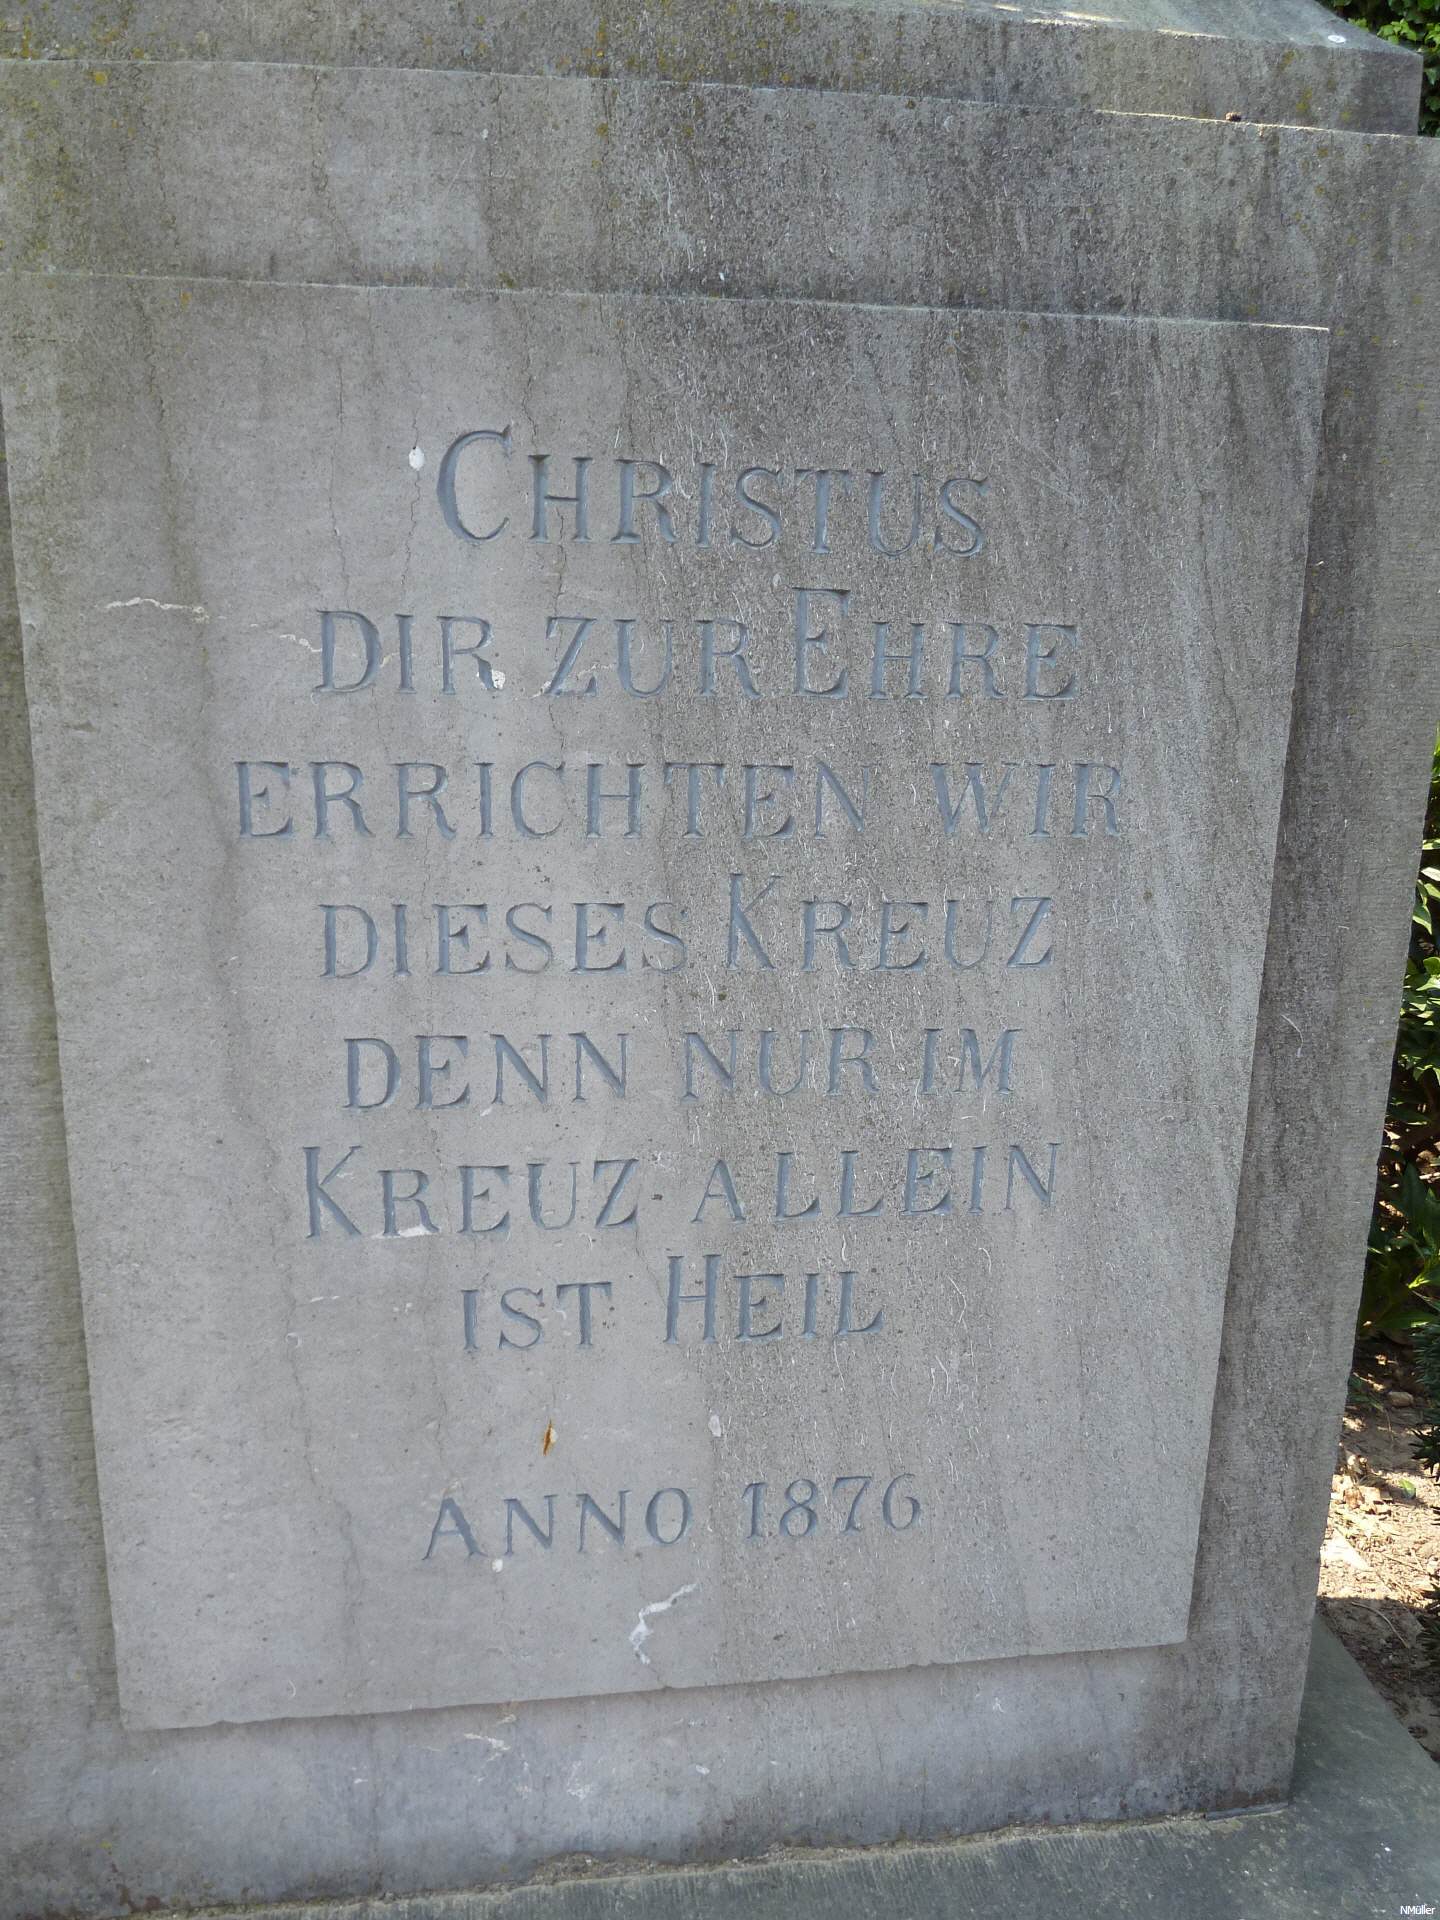 CHRISTUS
DIR ZUR EHRE
ERRICHTEN WIR
DIESES KREUZ
DENN NUR IM
KREUZ ALLEIN
IST HEIL
ANNO 1876
NMüller